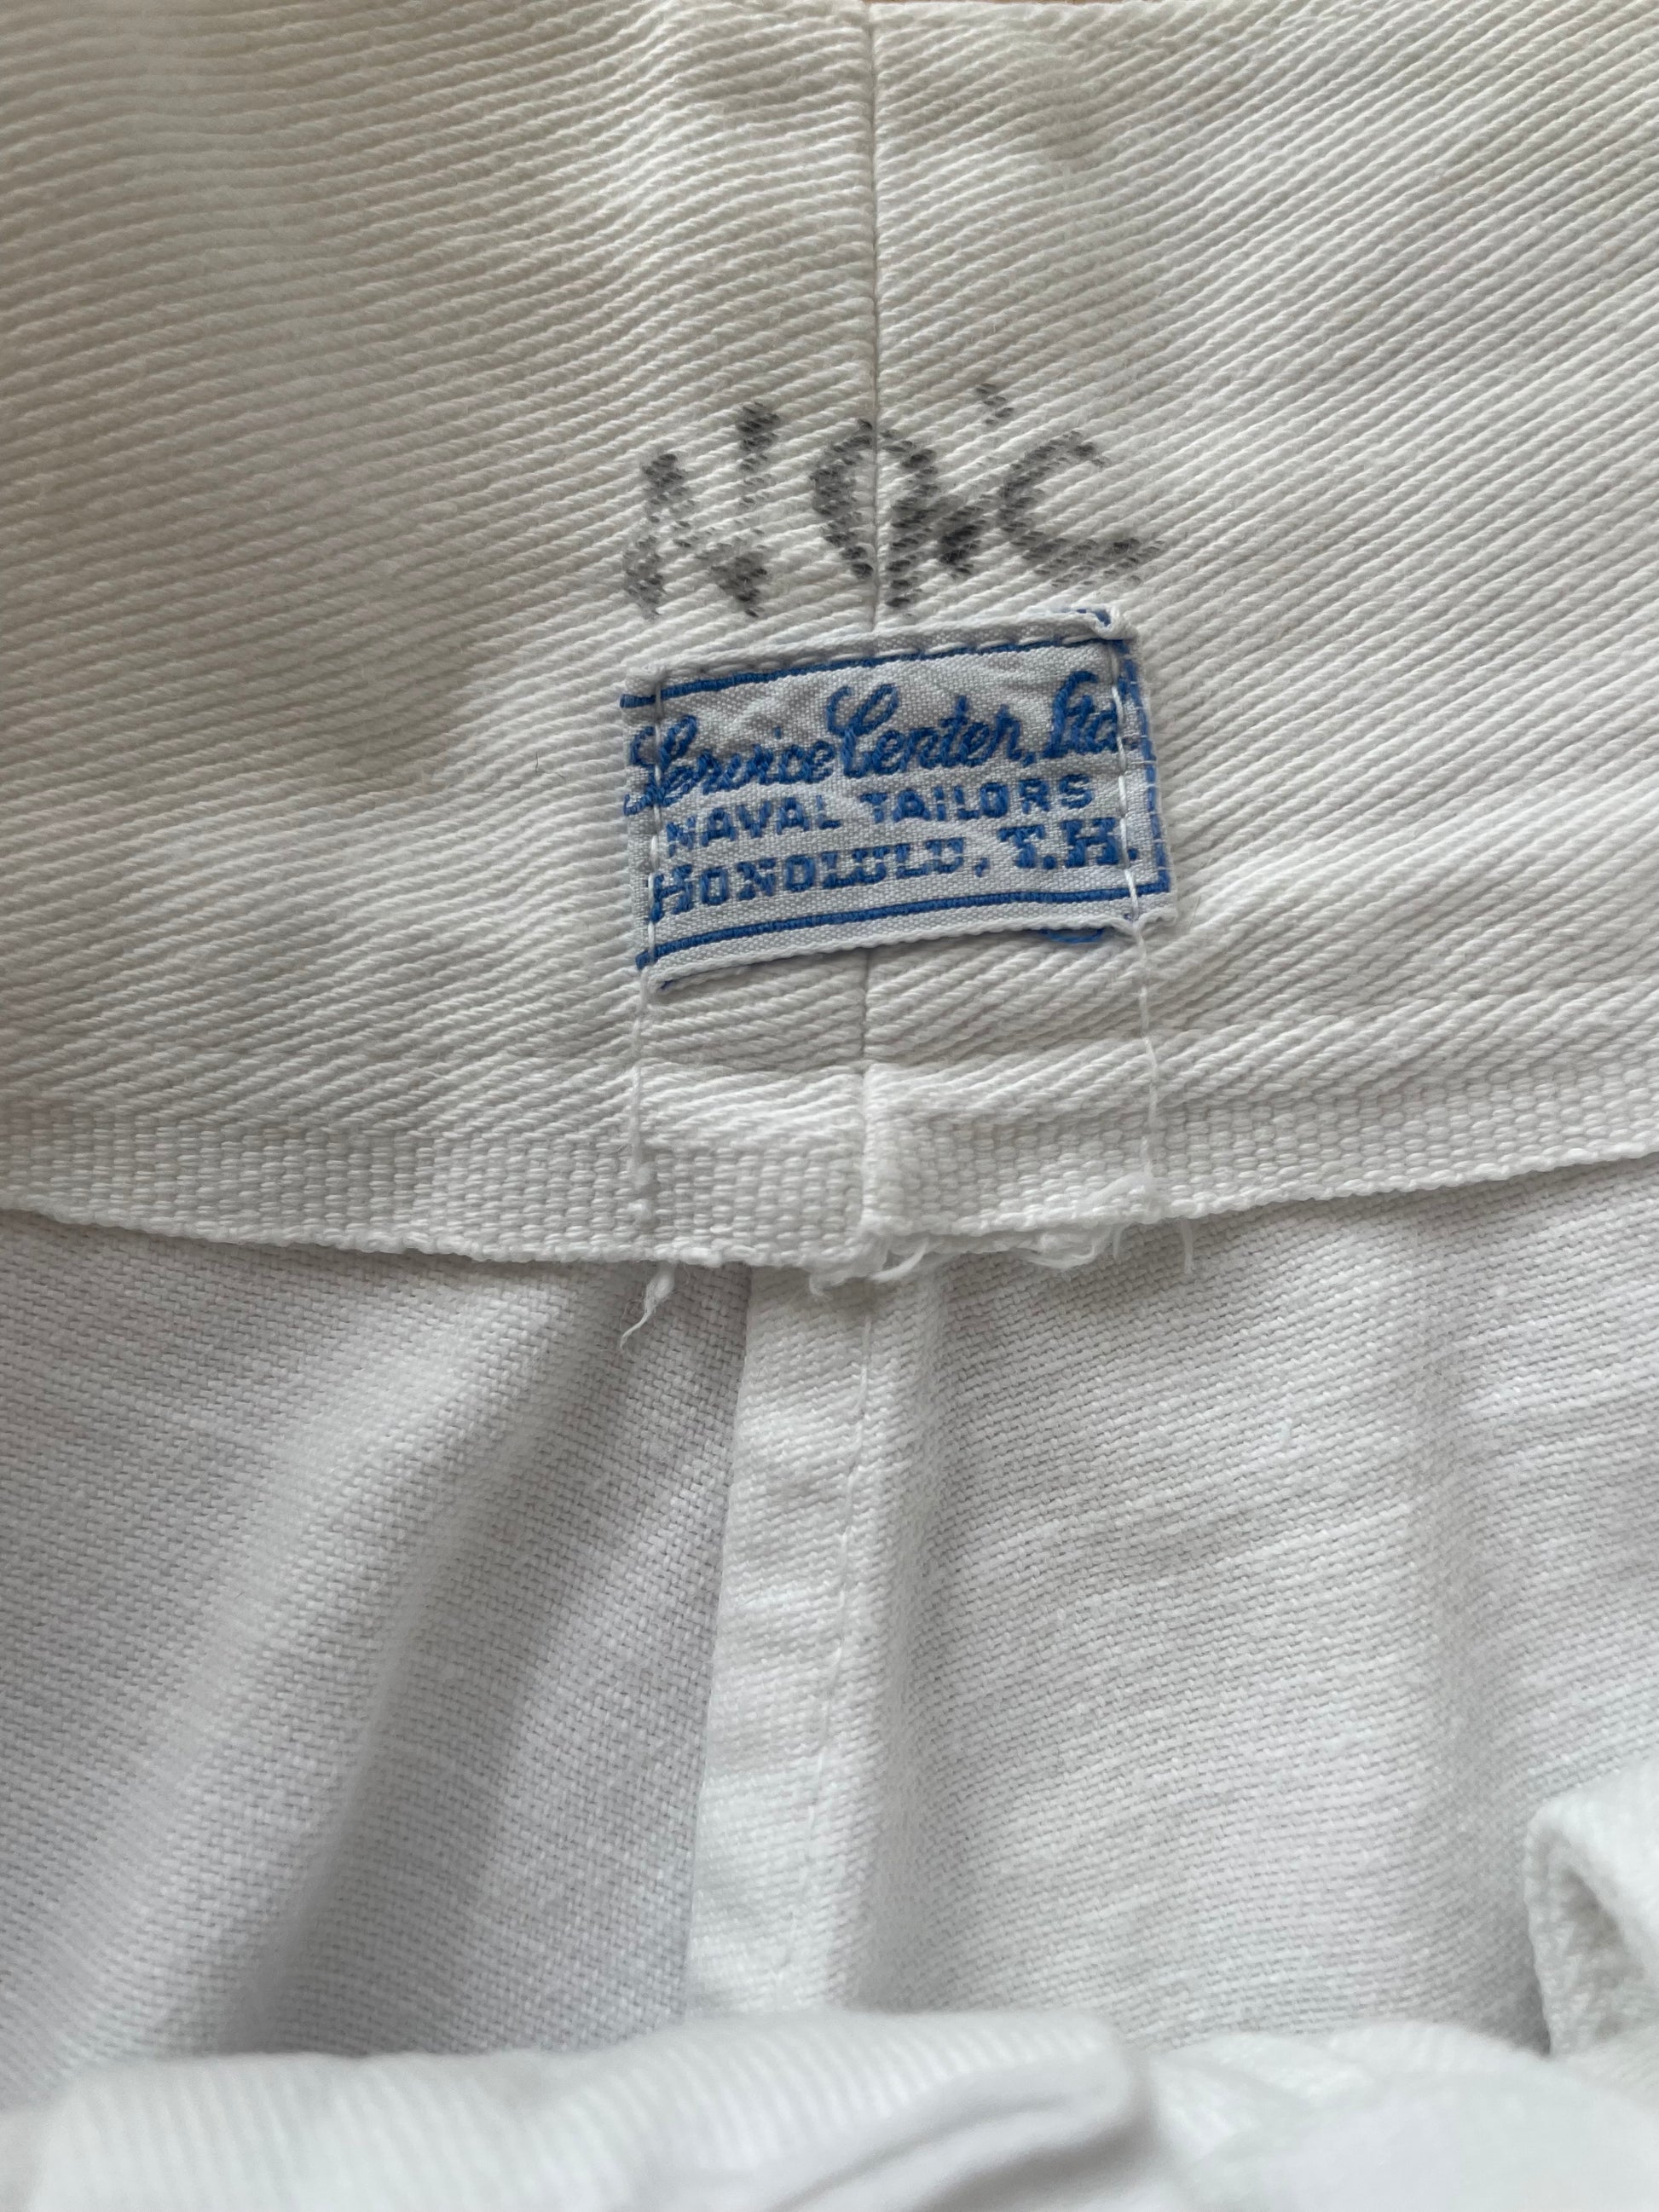 Service Center, Ltd.
NAVAL TAILORS
HONOLULU, T.H.